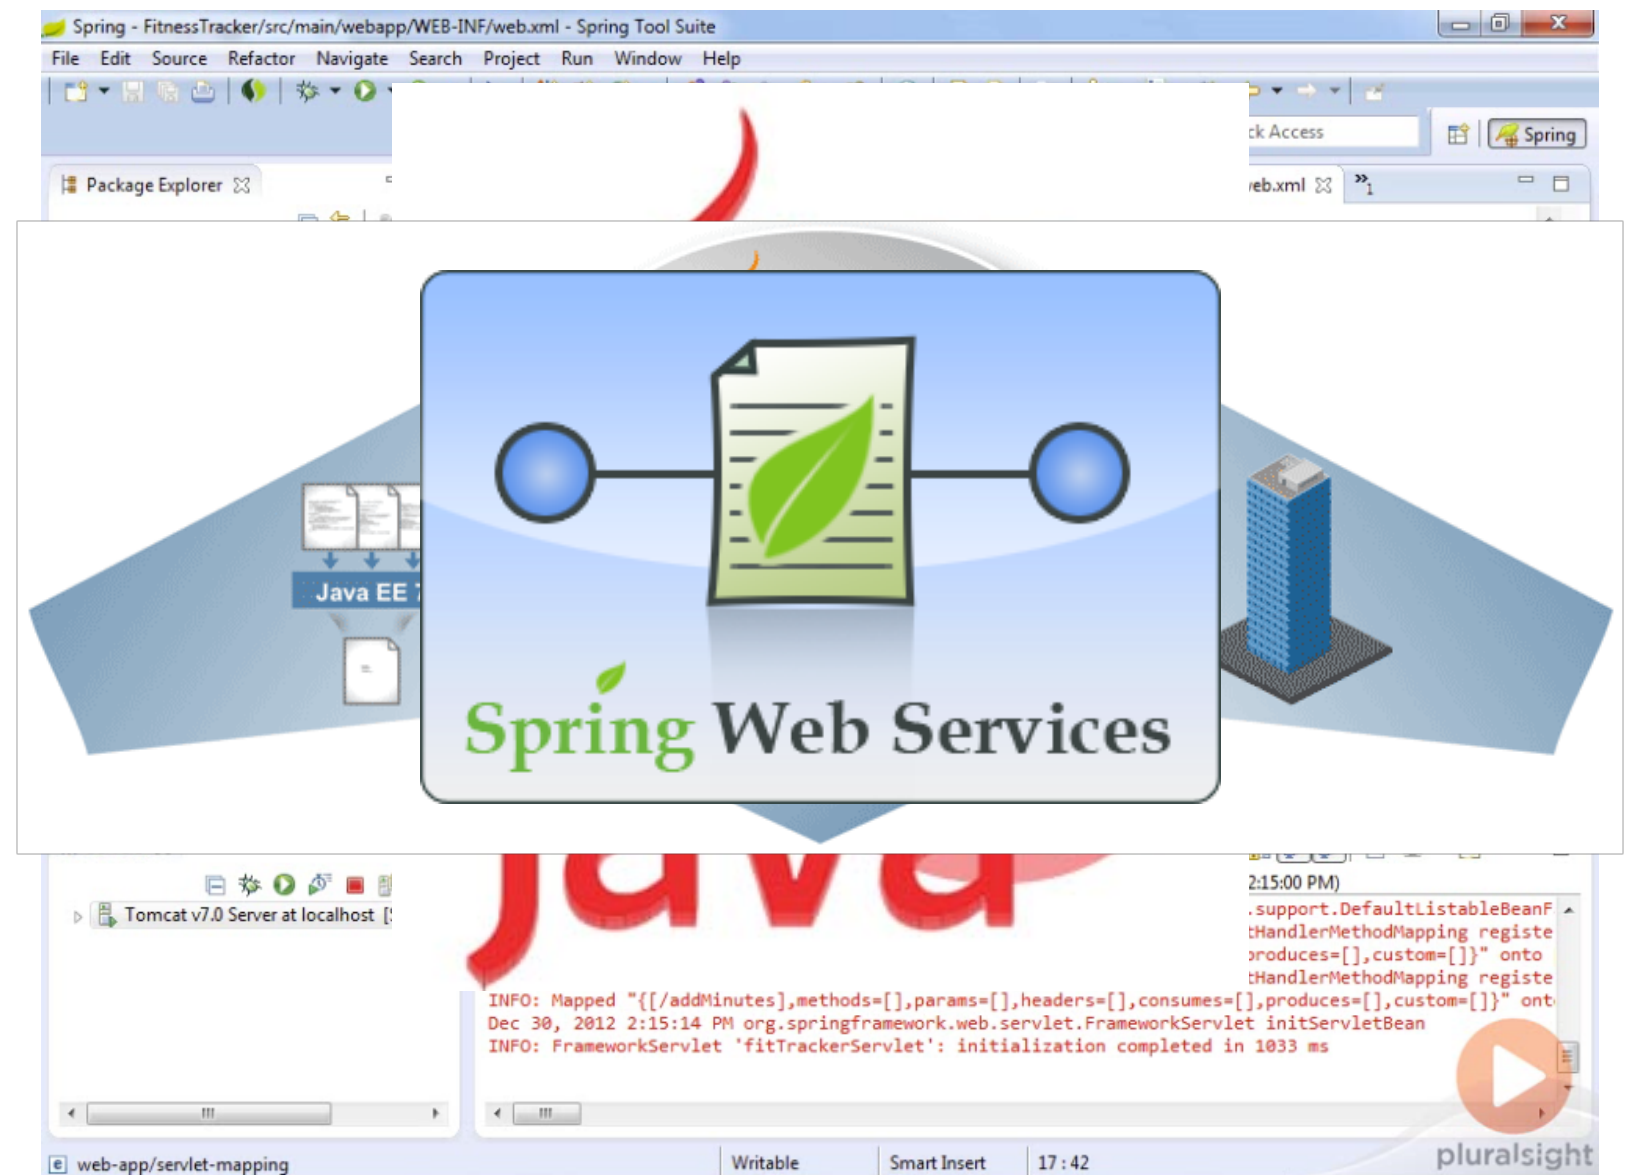 Spring - FitnessTracker/src/main/webapp/WEB-INF/web.xml - Spring Tool Suite
File Edit Source Refactor Navigate Search Project Run Window Help
Access
Spring
Package Explorer
1
Java EE
Spring Web Services
Java
2:15:00 PM)
Tomcat v7.0 Server at localhost [
.support.DefaultListableBeanF
tHandlerMethodMapping registe
produces=[],custom=[]}" onto
tHandlerMethodMapping registe
INFO: Mapped "{[/addMinutes],methods=[],params=[],headers=[],consumes=[],produces=[],custom=[]}" ont
Dec 30, 2012 2:15:14 PM org.springframework.web.servlet.FrameworkServlet initServletBean
INFO: FrameworkServlet 'fitTrackerServlet': initialization completed in 1033 ms
pluralsight
web-app/servlet-mapping
Writable
Smart Insert
17 : 42